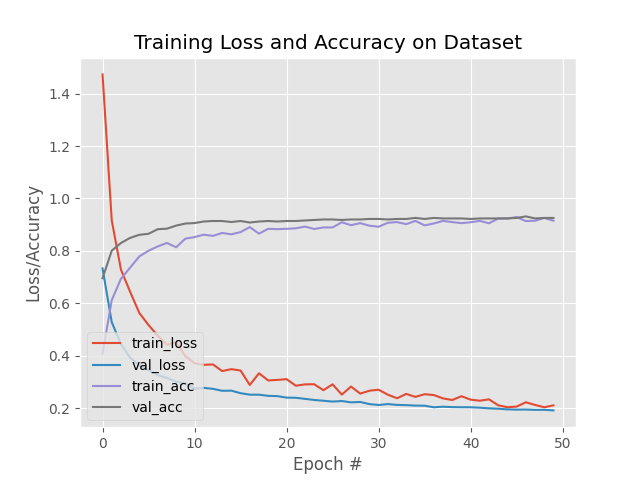 Training Loss and Accuracy on Dataset
Loss/Accuracy
1.4
1.2
1.0
0.8
0.6
0.4
0.2
train_loss
val_loss
train_acc
val_acc
0 10 20 30 40 50
Epoch #